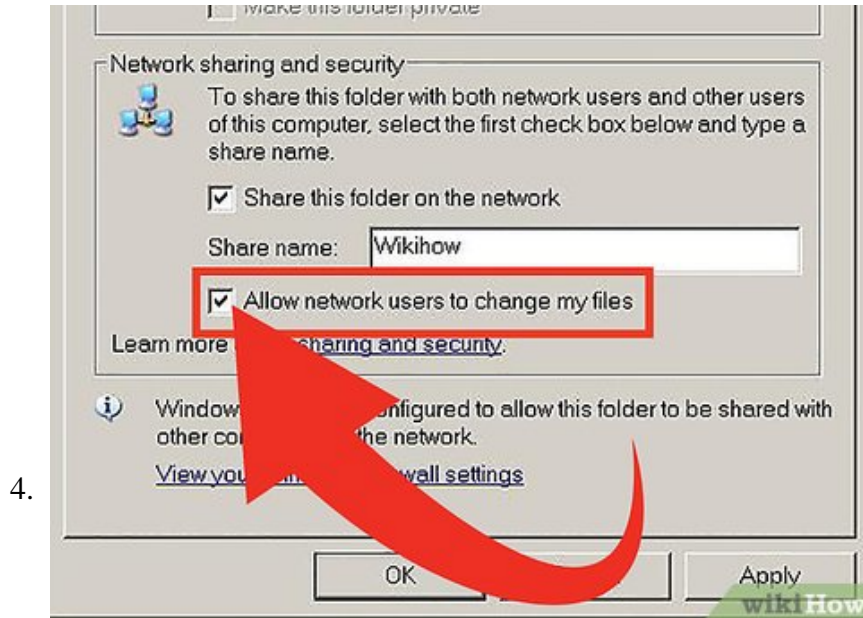 Make this folder private
Network sharing and security
To share this folder with both network users and other users
of this computer, select the first check box below and type a
share name.
Share this folder on the network
Share name: Wikihow
Allow network users to change my files
Learn more sharing and security.
Window nfigured to allow this folder to be shared with
other co the network.
View you wall settings
4.
OK
Apply
wikiHow